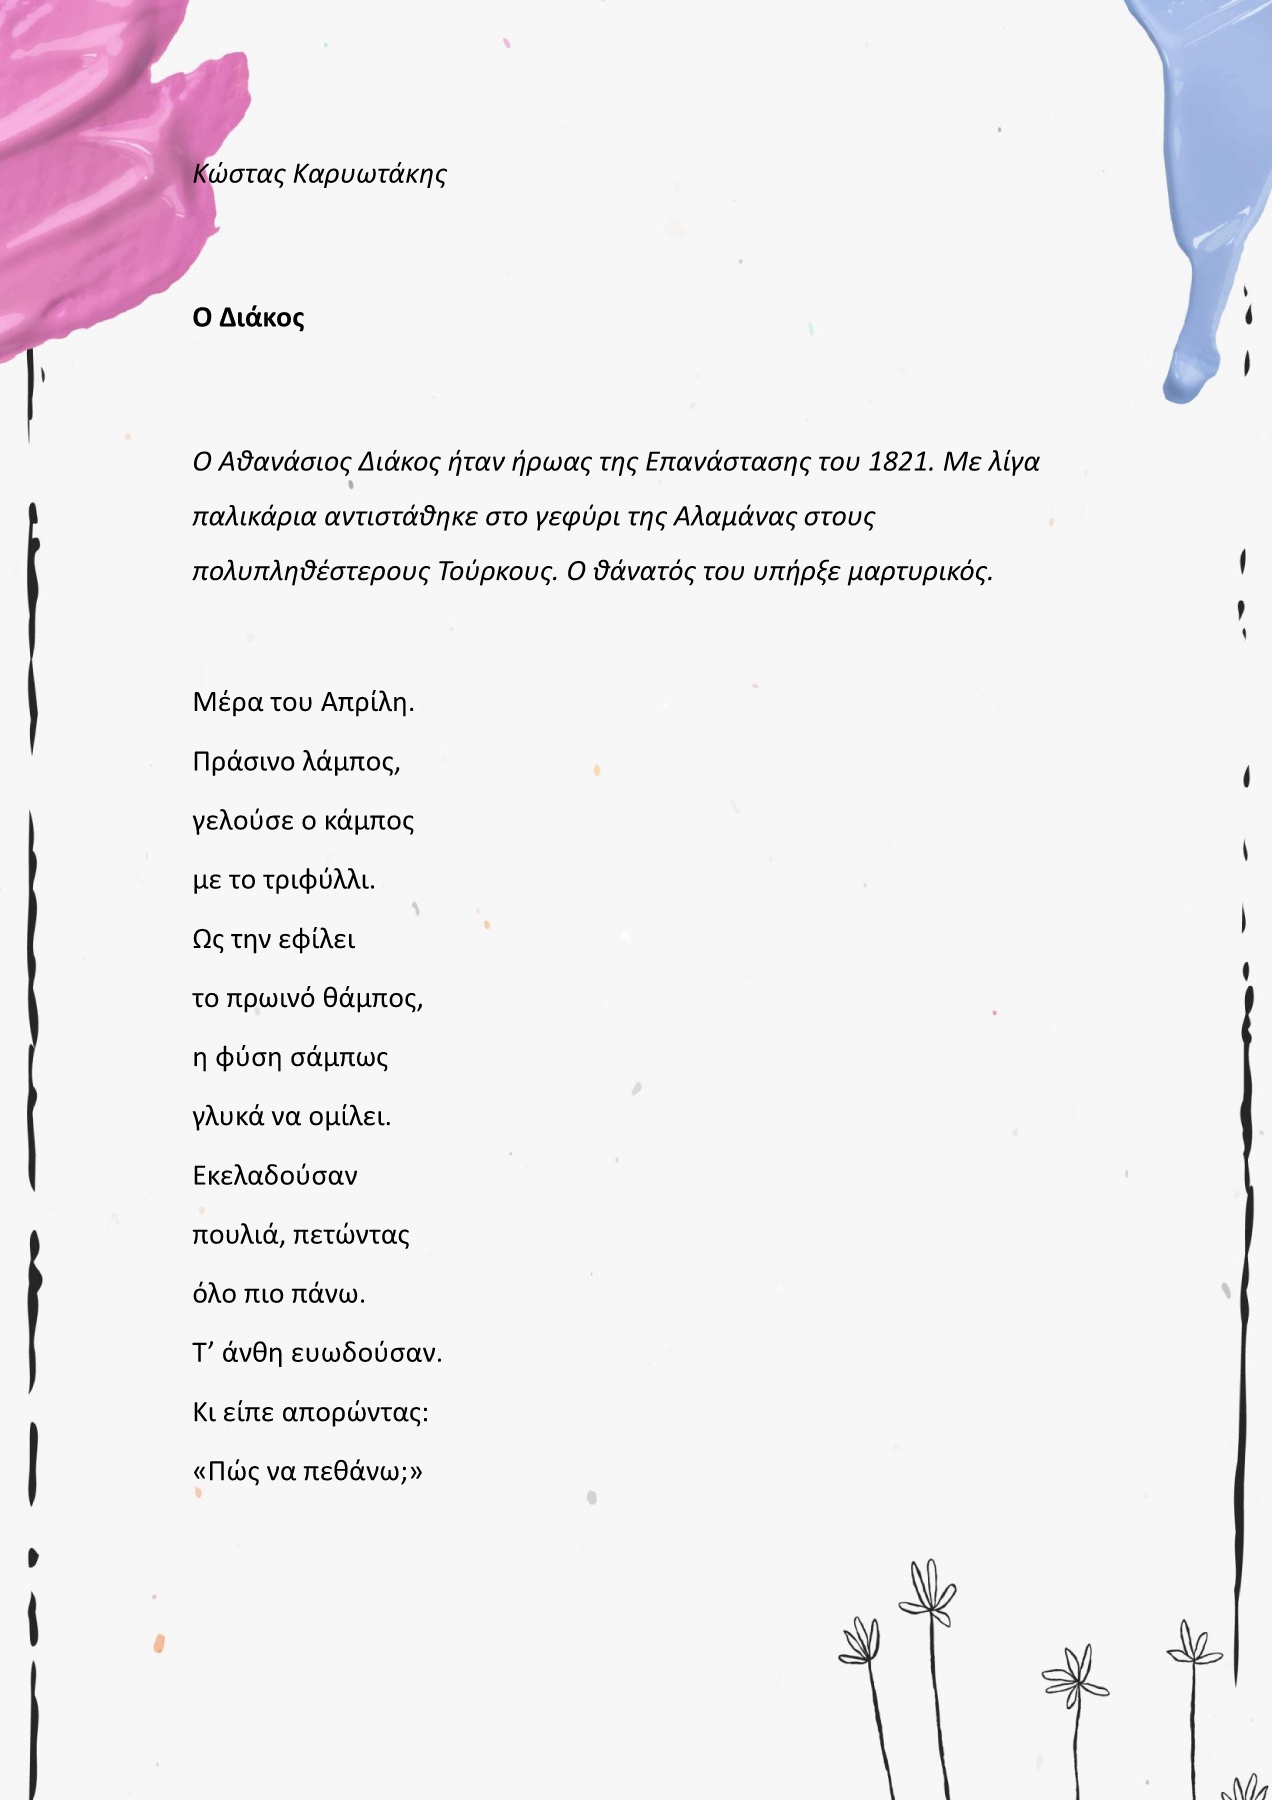 Κώστας Καρυωτάκης
Ο Διάκος
Ο Αθανάσιος Διάκος ήταν ήρωας της Επανάστασης του 1821. Με λίγα
παλικάρια αντιστάθηκε στο γεφύρι της Αλαμάνας στους
πολυπληθέστερους Τούρκους. Ο θάνατός του υπήρξε μαρτυρικός.
Μέρα του Απρίλη.
Πράσινο λάμπος,
γελούσε ο κάμπος
με το τριφύλλι.
Ως την εφίλει
το πρωινό θάμπος,
η φύση σάμπως
γλυκά να ομίλει.
Εκελαδούσαν
πουλιά, πετώντας
όλο πιο πάνω.
Τ’ άνθη ευωδούσαν.
Κι είπε απορώντας:
«Πώς να πεθάνω;»